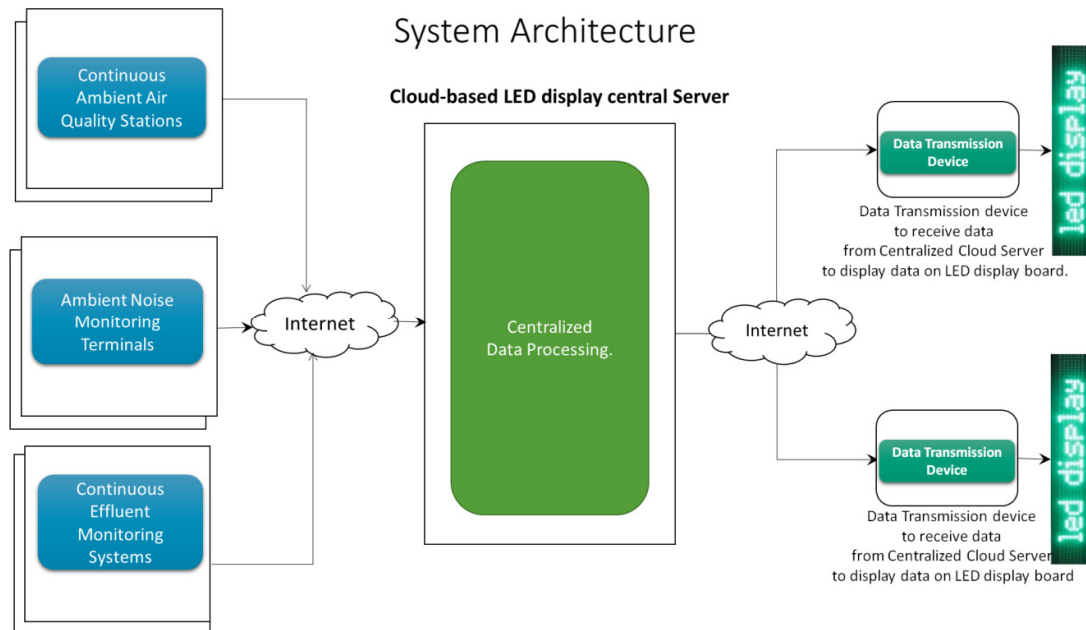 System Architecture
Continuous
Ambient Air
Quality Stations
Ambient Noise
Monitoring
Terminals
Continuous
Effluent
Monitoring
Systems
Internet
Cloud-based LED display central Server
Centralized
Data Processing.
Internet
Data Transmission
Device
Data Transmission device
to receive data
from Centralized Cloud Server
to display data on LED display board.
led display
Data Transmission
Device
Data Transmission device
to receive data
from Centralized Cloud Server
to display data on LED display board
led display